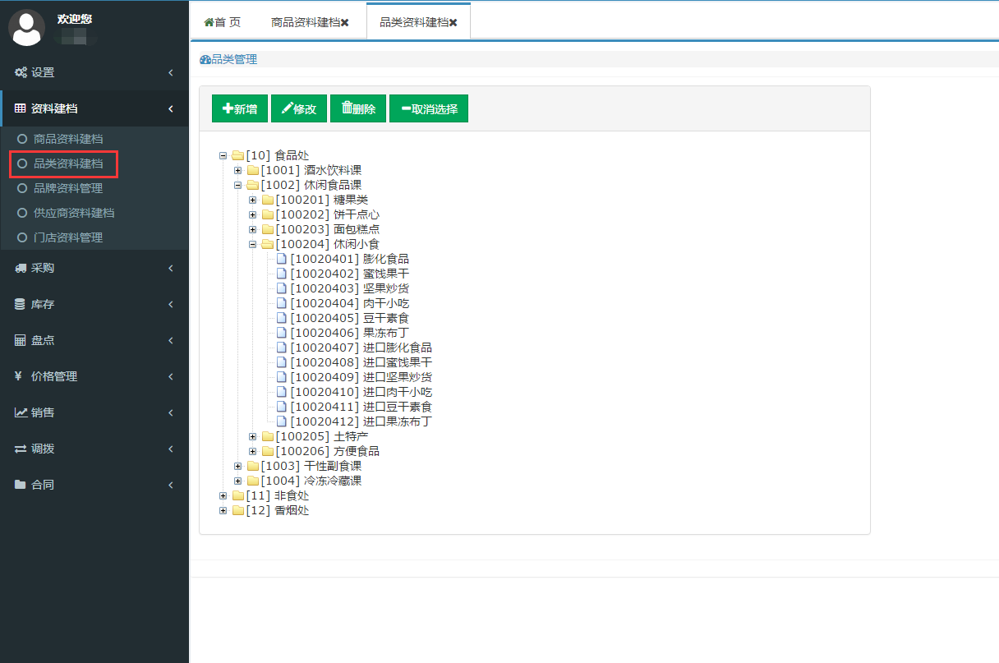 欢迎您
设置
资料建档
商品资料建档
品类资料建档
品牌资料管理
供应商资料建档
门店资料管理
采购
库存
盘点
¥ 价格管理
销售
调拨
合同
首 页
商品资料建档
品类资料建档
品类管理
新增
修改
删除
取消选择
[10] 食品处
[1001] 酒水饮料课
[1002] 休闲食品课
[100201] 糖果类
[100202] 饼干点心
[100203] 面包糕点
[100204] 休闲小食
[10020401] 膨化食品
[10020402] 蜜饯果干
[10020403] 坚果炒货
[10020404] 肉干小吃
[10020405] 豆干素食
[10020406] 果冻布丁
[10020407] 进口膨化食品
[10020408] 进口蜜饯果干
[10020409] 进口坚果炒货
[10020410] 进口肉干小吃
[10020411] 进口豆干素食
[10020412] 进口果冻布丁
[100205] 土特产
[100206] 方便食品
[1003] 干性副食课
[1004] 冷冻冷藏课
[11] 非食处
[12] 香烟处